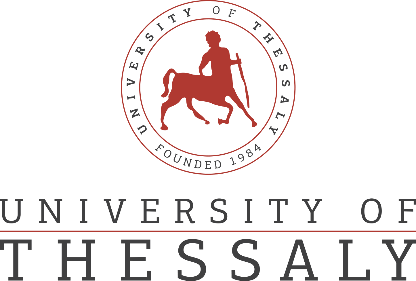 UNIVERSITY OF THESSALY
FOUNDED 1984
UNIVERSITY OF
THESSALY